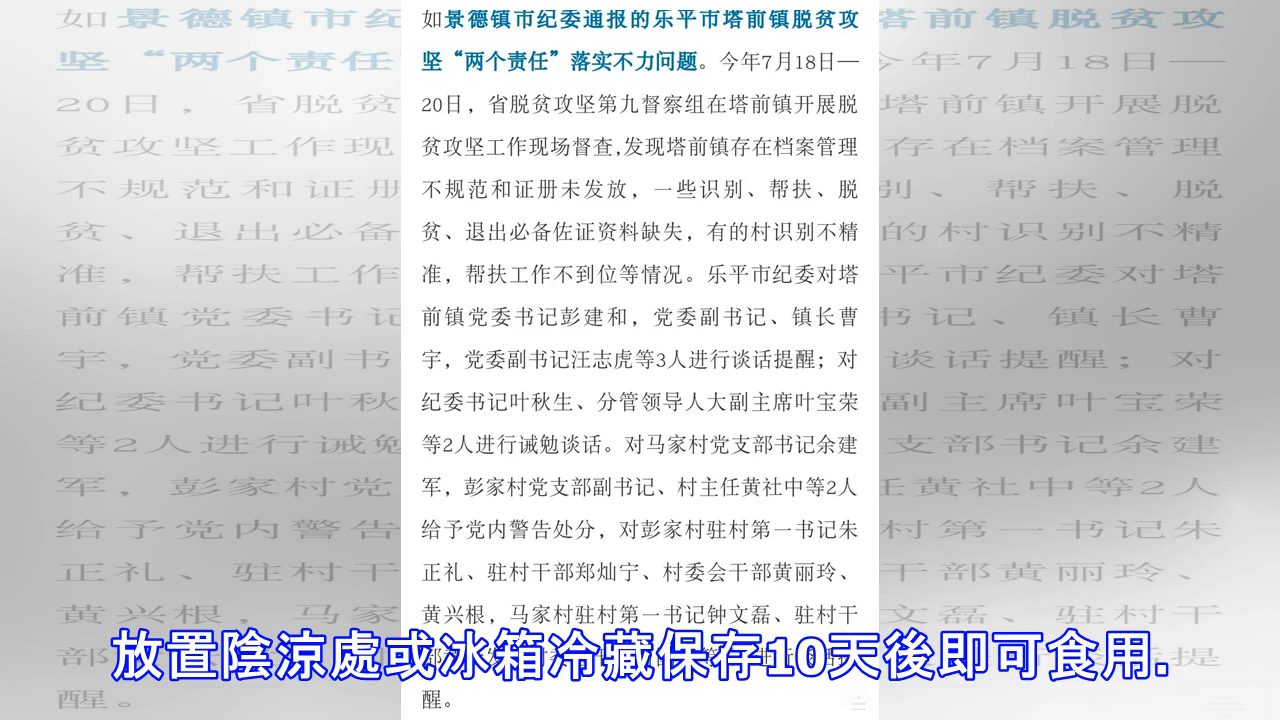 如景德镇市纪委通报的乐平市塔前镇脱贫攻
坚“两个责任”落实不力问题。今年7月18日—
20日，省脱贫攻坚第九督察组在塔前镇开展脱
贫攻坚工作现场督查,发现塔前镇存在档案管理
不规范和证册未发放，一些识别、帮扶、脱
贫、退出必备佐证资料缺失，有的村识别不精
准，帮扶工作不到位等情况。乐平市纪委对塔
前镇党委书记彭建和，党委副书记、镇长曹
宇，党委副书记汪志虎等3人进行谈话提醒；对
纪委书记叶秋生、分管领导人大副主席叶宝荣
等2人进行诫勉谈话。对马家村党支部书记余建
军，彭家村党支部副书记、村主任黄社中等2人
给予党内警告处分，对彭家村驻村第一书记朱
正礼、驻村干部郑灿宁、村委会干部黄丽玲、
黄兴根，马家村驻村第一书记钟文磊、驻村干
醒。
放置陰涼處或冰箱冷藏保存10天後即可食用.